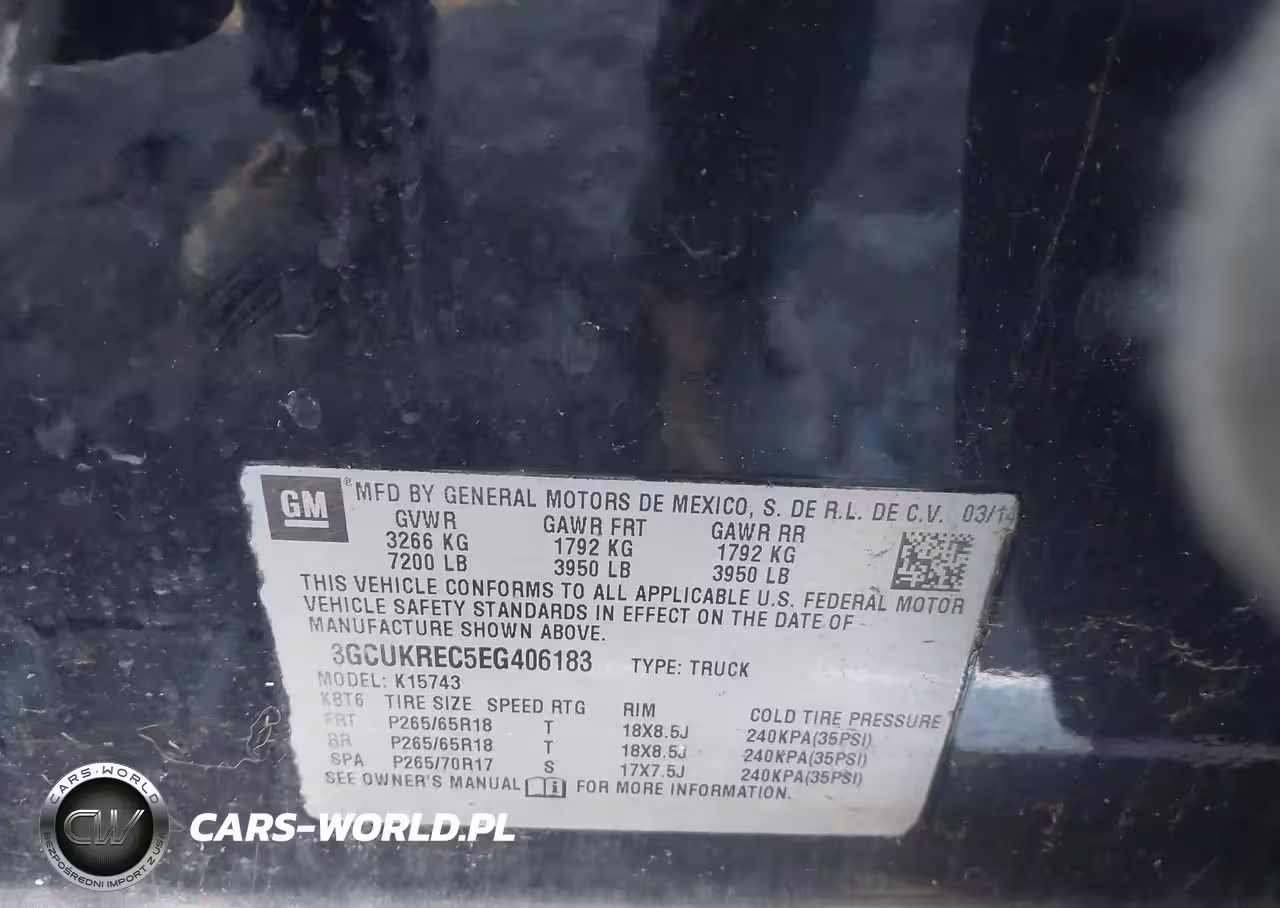 GM ® MFD BY GENERAL MOTORS DE MEXICO, S. DE R.L. DE C.V. 03/14
GVWR GAWR FRT GAWR RR
3266 KG 1792 KG 1792 KG
7200 LB 3950 LB 3950 LB
THIS VEHICLE CONFORMS TO ALL APPLICABLE U.S. FEDERAL MOTOR
VEHICLE SAFETY STANDARDS IN EFFECT ON THE DATE OF
MANUFACTURE SHOWN ABOVE.
3GCUKREC5EG406183 TYPE: TRUCK
MODEL: K15743
KBT6 TIRE SIZE SPEED RTG RIM COLD TIRE PRESSURE
FRT P265/65R18 T 18X8.5J 240KPA(35PSI)
RR P265/65R18 T 18X8.5J 240KPA(35PSI)
SPA P265/70R17 S 17X7.5J 240KPA(35PSI)
SEE OWNER'S MANUAL i FOR MORE INFORMATION.
CARS-WORLD
CW
BEZPOŚREDNI IMPORT Z USA
CARS-WORLD.PL